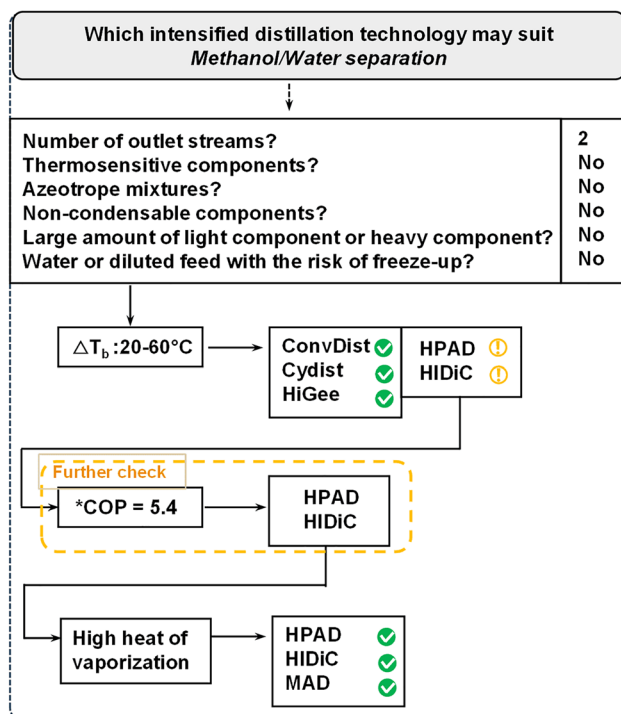 Which intensified distillation technology may suit
Methanol/Water separation
Number of outlet streams? 2
Thermosensitive components? No
Azeotrope mixtures? No
Non-condensable components? No
Large amount of light component or heavy component? No
Water or diluted feed with the risk of freeze-up? No
△Tb :20-60°C
ConvDist
Cydist
HiGee
HPAD
HIDiC
Further check
*COP = 5.4
HPAD
HIDiC
High heat of
vaporization
HPAD
HIDiC
MAD